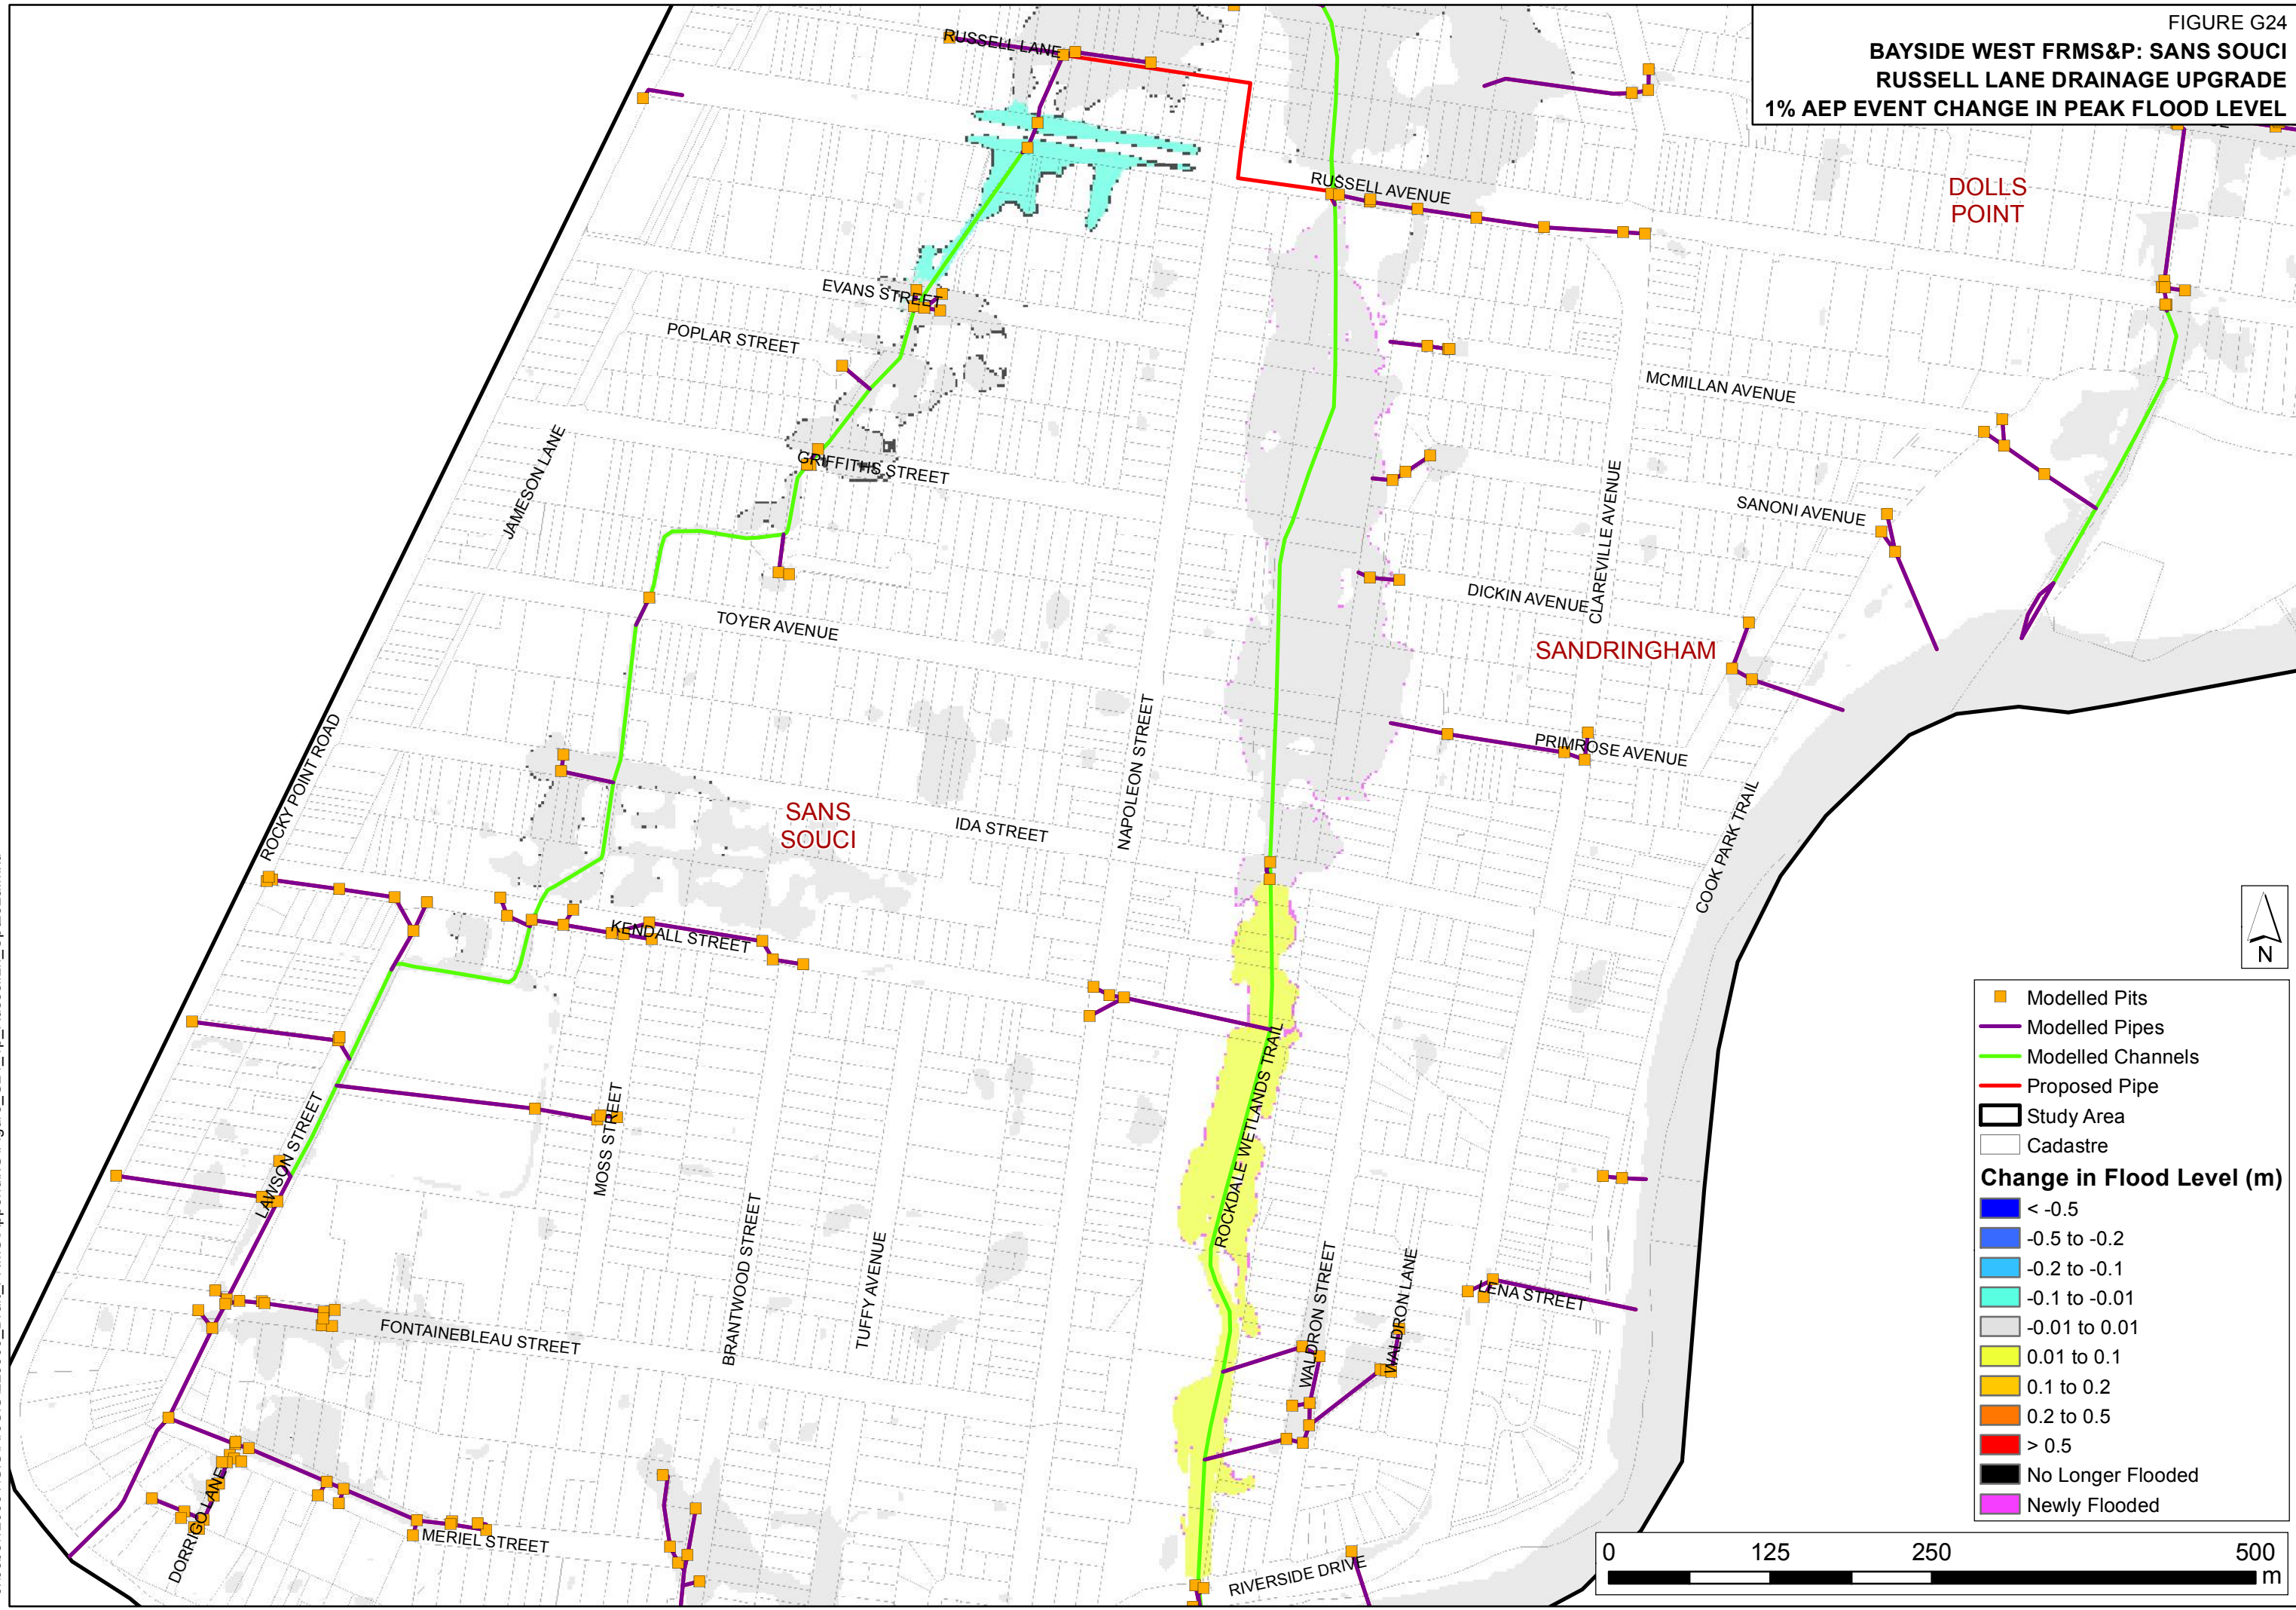 FIGURE G24
BAYSIDE WEST FRMS&P: SANS SOUCI
RUSSELL LANE DRAINAGE UPGRADE
1% AEP EVENT CHANGE IN PEAK FLOOD LEVEL
RUSSELL LANE
RUSSELL AVENUE
DOLLS
POINT
EVANS STREET
POPLAR STREET
MCMILLAN AVENUE
JAMESON LANE
GRIFFITHS STREET
CLAREVILLE AVENUE
SANONI AVENUE
DICKIN AVENUE
TOYER AVENUE
SANDRINGHAM
ROCKY POINT ROAD
NAPOLEON STREET
PRIMROSE AVENUE
SANS
SOUCI
IDA STREET
COOK PARK TRAIL
KENDALL STREET
N
ROCKDALE WETLANDS TRAIL
LAWSON STREET
MOSS STREET
BRANTWOOD STREET
TUFFY AVENUE
WALDRON STREET
WALDRON LANE
LENA STREET
FONTAINEBLEAU STREET
DORRIGO LANE
MERIEL STREET
RIVERSIDE DRIVE
Modelled Pits
Modelled Pipes
Modelled Channels
Proposed Pipe
Study Area
Cadastre
Change in Flood Level (m)
< -0.5
-0.5 to -0.2
-0.2 to -0.1
-0.1 to -0.01
-0.01 to 0.01
0.01 to 0.1
0.1 to 0.2
0.2 to 0.5
> 0.5
No Longer Flooded
Newly Flooded
0 125 250 500
m